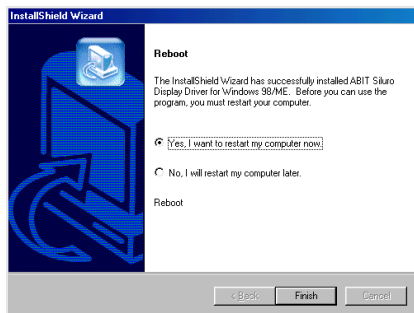 InstallShield Wizard
Reboot
The InstallShield Wizard has successfully installed ABIT Siluro
Display Driver for Windows 98/ME. Before you can use the
program, you must restart your computer.
Yes, I want to restart my computer now.
No, I will restart my computer later.
Reboot
< Back
Finish
Cancel